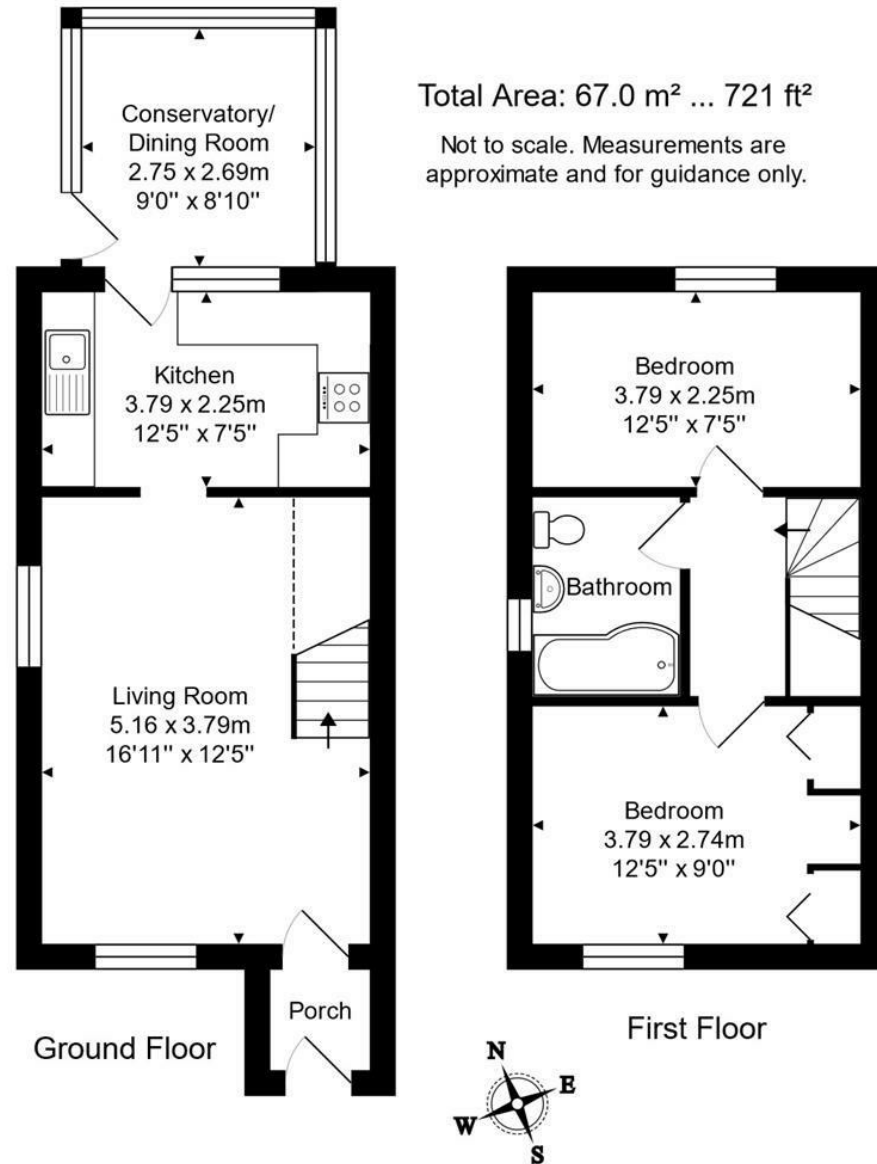 Conservatory/
Dining Room
2.75 x 2.69m
9'0" x 8'10"
Total Area: 67.0 m² ... 721 ft²
Not to scale. Measurements are
approximate and for guidance only.
Kitchen
3.79 x 2.25m
12'5" x 7'5"
Living Room
5.16 x 3.79m
16'11" x 12'5"
Porch
Ground Floor
Bedroom
3.79 x 2.25m
12'5" x 7'5"
Bathroom
Bedroom
3.79 x 2.74m
12'5" x 9'0"
First Floor
N
E
W
S